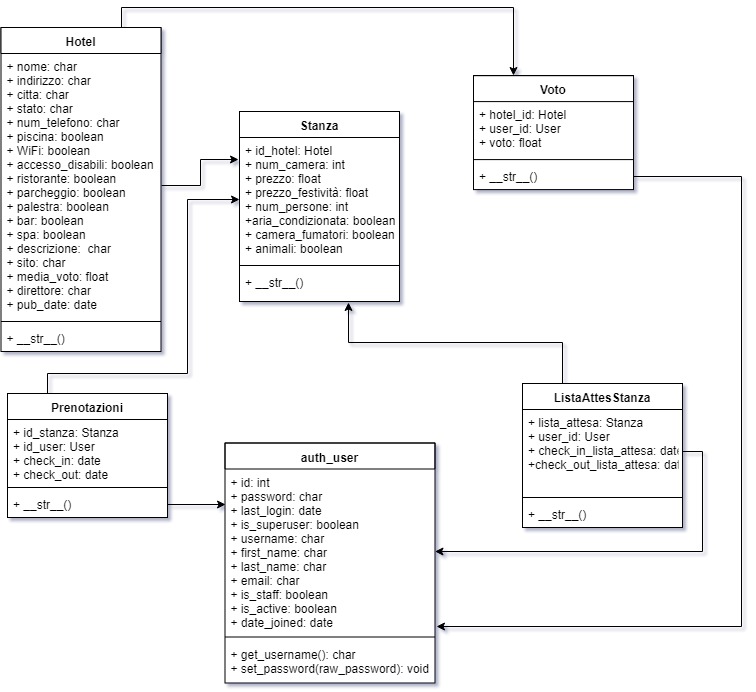 Hotel
+ nome: char
+ indirizzo: char
+ citta: char
+ stato: char
+ num_telefono: char
+ piscina: boolean
+ WiFi: boolean
+ accesso_disabili: boolean
+ ristorante: boolean
+ parcheggio: boolean
+ palestra: boolean
+ bar: boolean
+ spa: boolean
+ descrizione: char
+ sito: char
+ media_voto: float
+ direttore: char
+ pub_date: date
+ __str__()
Stanza
+ id_hotel: Hotel
+ num_camera: int
+ prezzo: float
+ prezzo_festività: float
+ num_persone: int
+aria_condizionata: boolean
+ camera_fumatori: boolean
+ animali: boolean
+ __str__()
Voto
+ hotel_id: Hotel
+ user_id: User
+ voto: float
+ __str__()
Prenotazioni
+ id_stanza: Stanza
+ id_user: User
+ check_in: date
+ check_out: date
+ __str__()
auth_user
+ id: int
+ password: char
+ last_login: date
+ is_superuser: boolean
+ username: char
+ first_name: char
+ last_name: char
+ email: char
+ is_staff: boolean
+ is_active: boolean
+ date_joined: date
+ get_username(): char
+ set_password(raw_password): void
ListaAttesStanza
+ lista_attesa: Stanza
+ user_id: User
+ check_in_lista_attesa: date
+check_out_lista_attesa: dat
+ __str__()